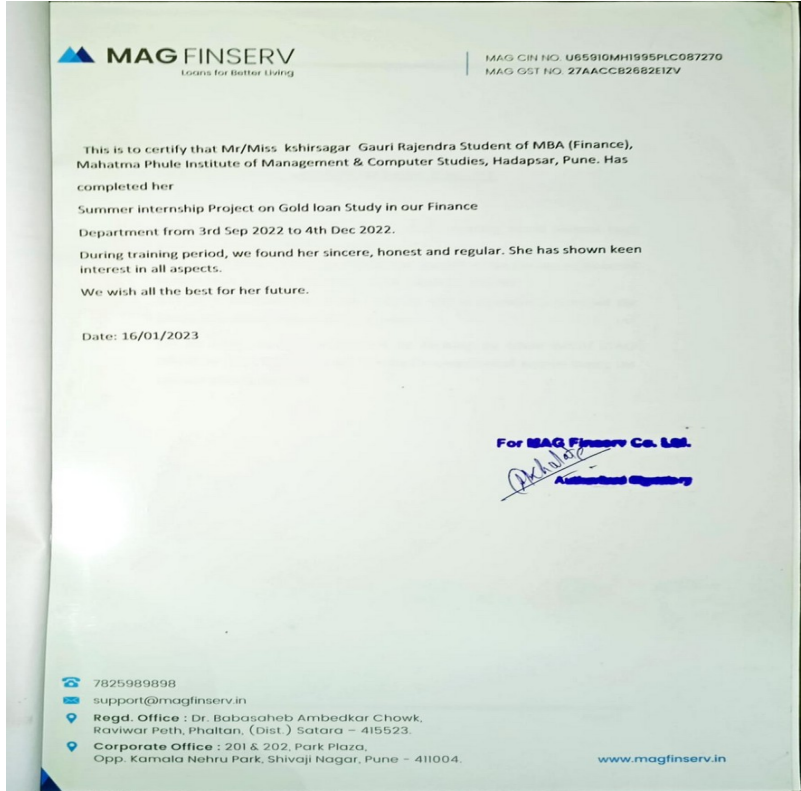 MAG FINSERV
Loans for Better Living
MAG CIN NO. U65910MH1995PLC087270
MAG GST NO. 27AACCB2682E1ZV
This is to certify that Mr/Miss kshirsagar Gauri Rajendra Student of MBA (Finance),
Mahatma Phule Institute of Management & Computer Studies, Hadapsar, Pune. Has
completed her
Summer internship Project on Gold loan Study in our Finance
Department from 3rd Sep 2022 to 4th Dec 2022.
During training period, we found her sincere, honest and regular. She has shown keen
interest in all aspects.
We wish all the best for her future.
Date: 16/01/2023
For MAG Finserv Co. Ltd.
Authorised Signatory
7825989898
support@magfinserv.in
Regd. Office : Dr. Babasaheb Ambedkar Chowk,
Raviwar Peth, Phaltan, (Dist.) Satara – 415523.
Corporate Office : 201 & 202, Park Plaza,
Opp. Kamala Nehru Park, Shivaji Nagar, Pune - 411004.
www.magfinserv.in